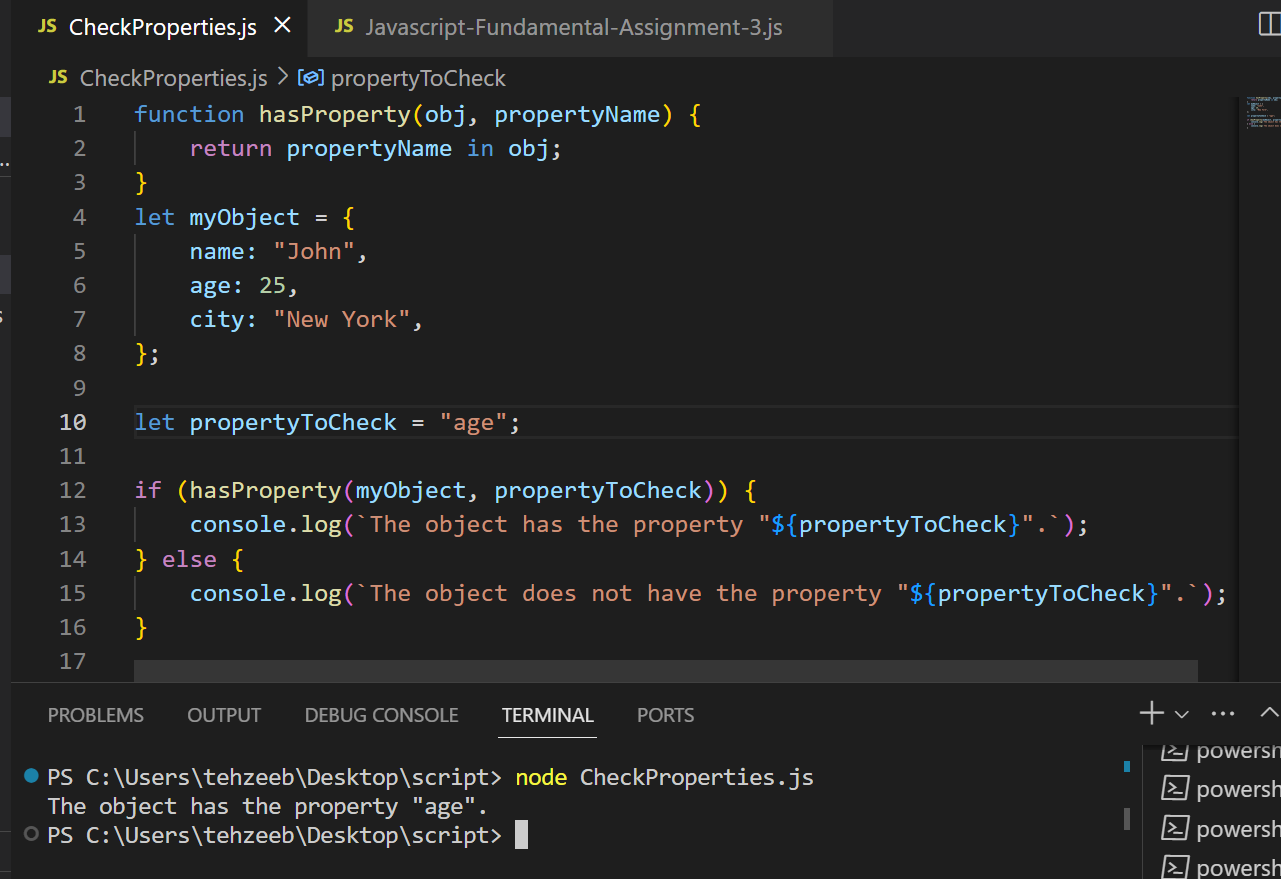 JS CheckProperties.js
JS Javascript-Fundamental-Assignment-3.js
JS CheckProperties.js > propertyToCheck
1 function hasProperty(obj, propertyName) {
2     return propertyName in obj;
3 }
4 let myObject = {
5     name: "John",
6     age: 25,
7     city: "New York",
8 };
9
10 let propertyToCheck = "age";
11
12 if (hasProperty(myObject, propertyToCheck)) {
13     console.log(`The object has the property "${propertyToCheck}".`);
14 } else {
15     console.log(`The object does not have the property "${propertyToCheck}".`);
16 }
17
PROBLEMS OUTPUT DEBUG CONSOLE TERMINAL PORTS
PS C:\Users\tehzeeb\Desktop\script> node CheckProperties.js
The object has the property "age".
PS C:\Users\tehzeeb\Desktop\script>
powersh
powersh
powersh
powersh